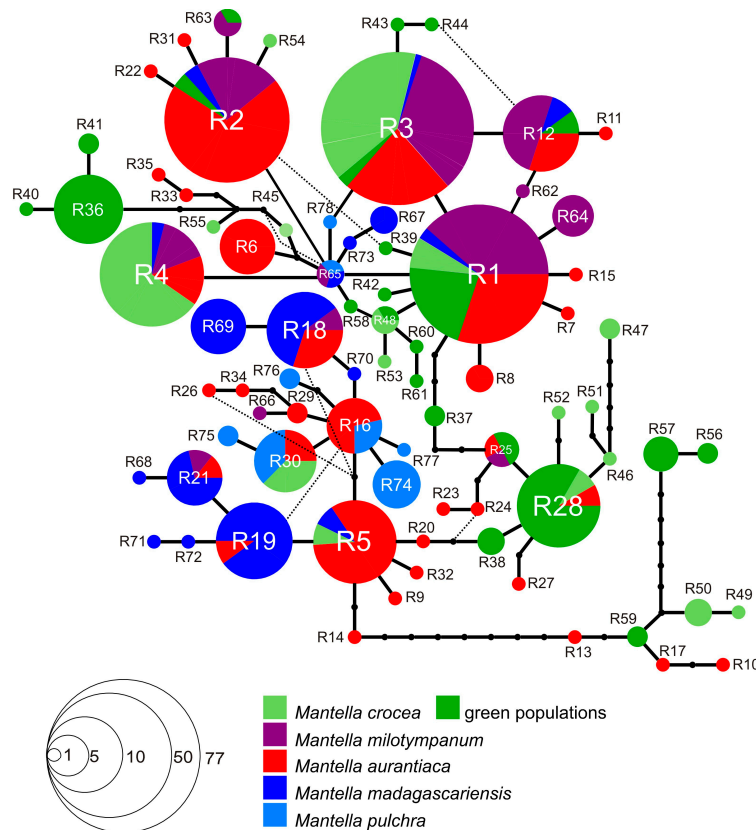 R63
R43 R44
R31
R54
R22
R2
R3
R12
R11
R41
R35
R33
R45
R78
R67
R62
R64
R40
R36
R55
R6
R73
R39
R4
R65
R42
R1
R15
R58
R7
R69
R18
R48
R60
R53
R61
R8
R47
R76
R70
R34
R26
R66
R29
R16
R37
R52
R51
R57
R56
R75
R30
R77
R74
R25
R46
R68
R21
R23
R24
R28
R71
R72
R19
R5
R20
R38
R32
R9
R27
R50
R49
R14
R13
R59
R17
R10
1 5 10 50 77
Mantella crocea green populations
Mantella milotympanum
Mantella aurantiaca
Mantella madagascariensis
Mantella pulchra